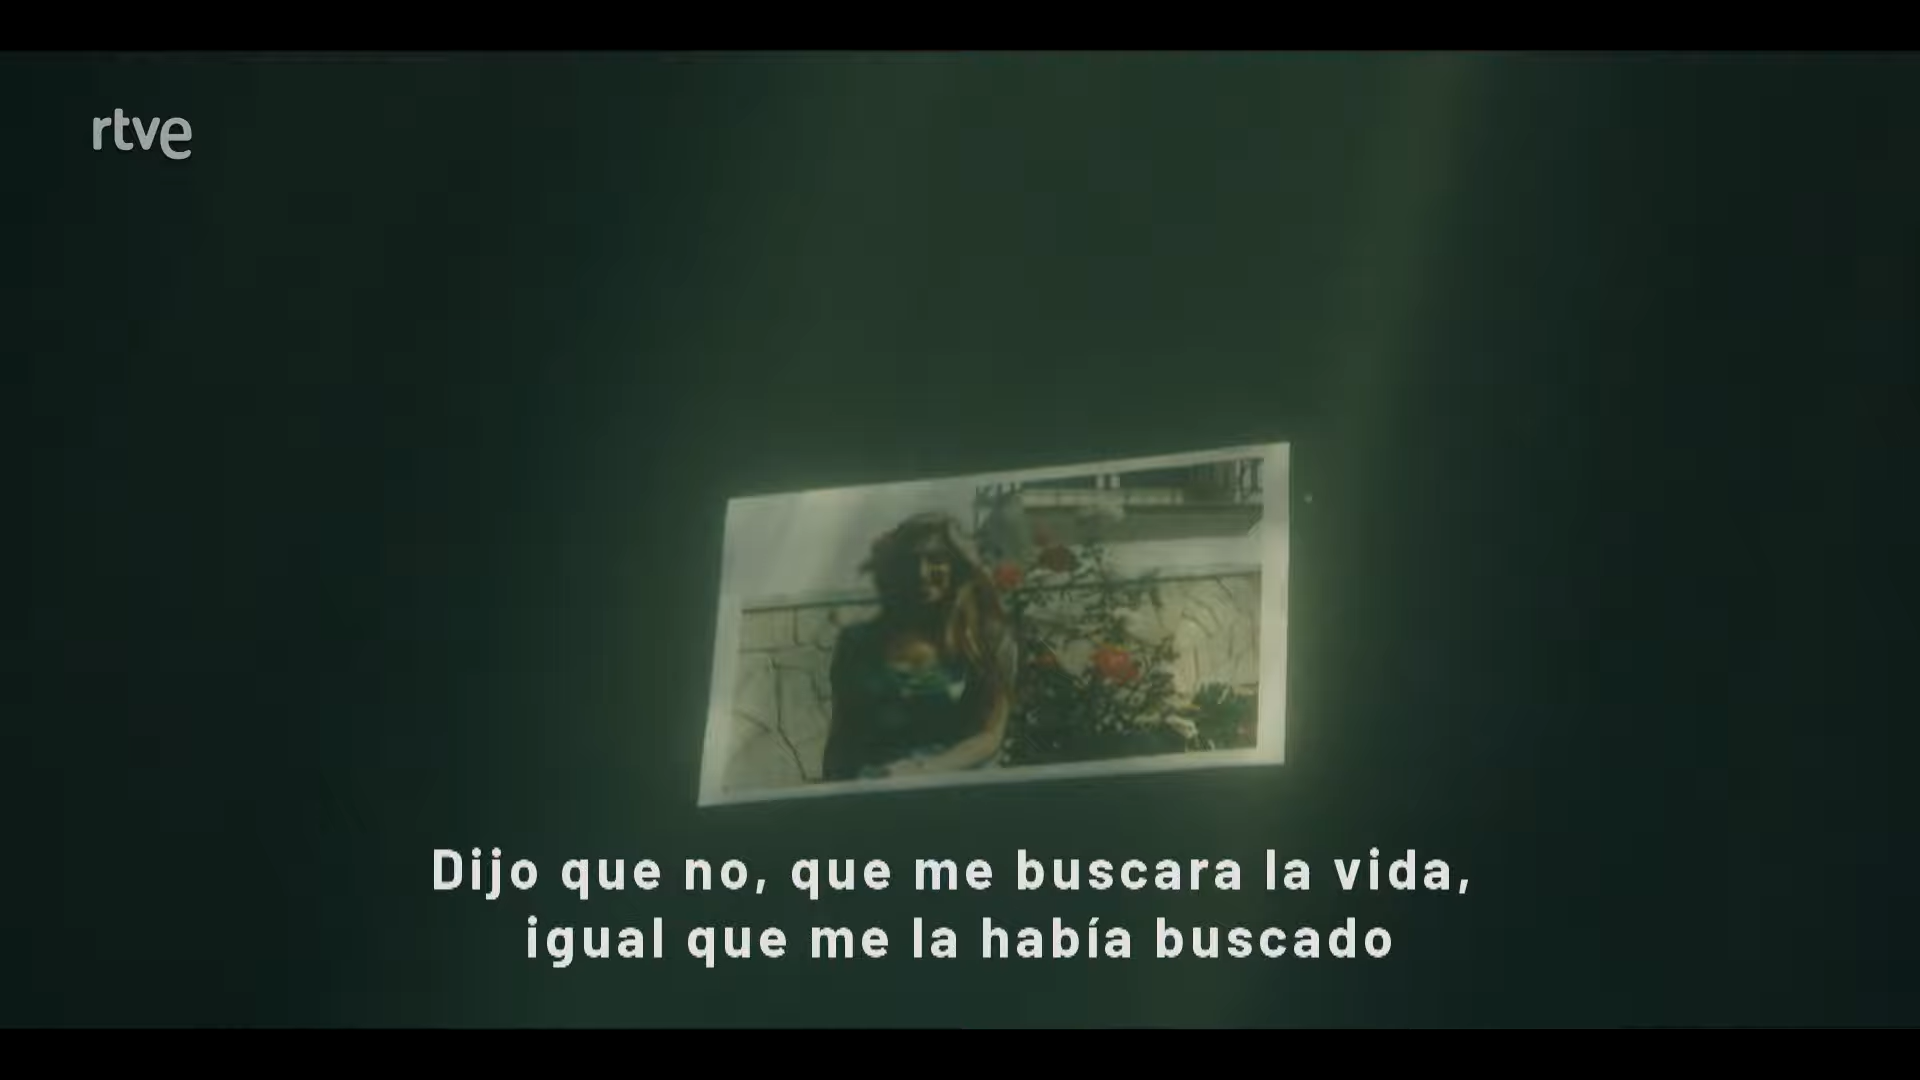 rtve
Dijo que no, que me buscara la vida,
igual que me la había buscado